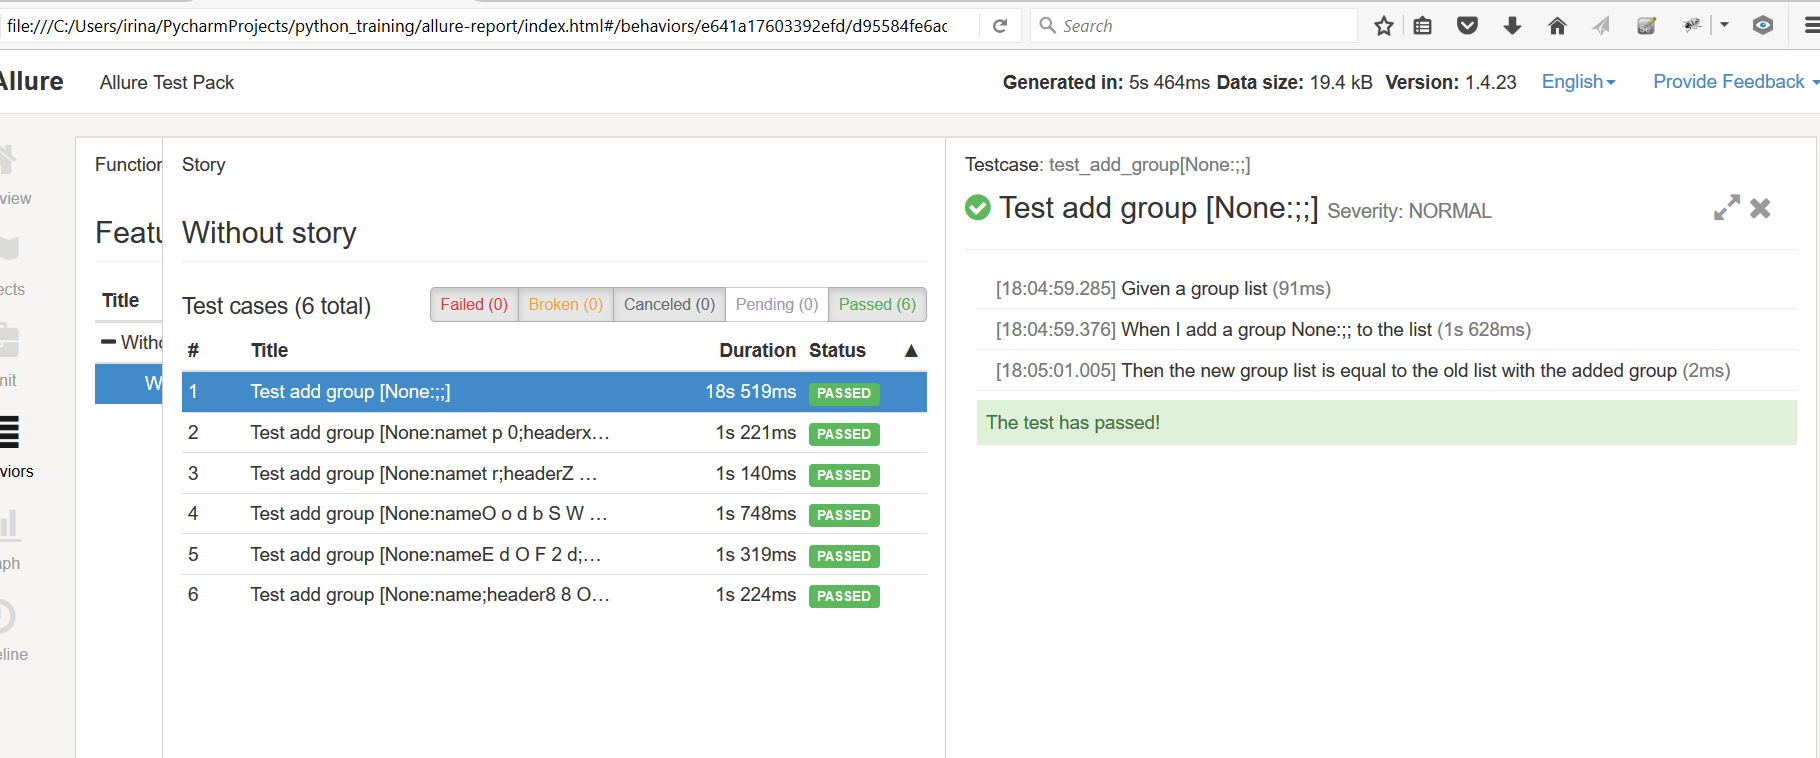 file:///C:/Users/irina/PycharmProjects/python_training/allure-report/index.html#/behaviors/e641a17603392efd/d95584fe6ac
Search
Allure
Allure Test Pack
Generated in: 5s 464ms Data size: 19.4 kB Version: 1.4.23
English
Provide Feedback
view
ects
nit
viors
aph
eline
Function
Featu
Title
Witho
W
Story
Without story
Test cases (6 total)
Failed (0) Broken (0) Canceled (0) Pending (0) Passed (6)
# Title Duration Status ▲
1 Test add group [None:;;] 18s 519ms PASSED
2 Test add group [None:namet p 0;headerx… 1s 221ms PASSED
3 Test add group [None:namet r;headerZ … 1s 140ms PASSED
4 Test add group [None:nameO o d b S W … 1s 748ms PASSED
5 Test add group [None:nameE d O F 2 d;… 1s 319ms PASSED
6 Test add group [None:name;header8 8 O… 1s 224ms PASSED
Testcase: test_add_group[None:;;]
Test add group [None:;;] Severity: NORMAL
[18:04:59.285] Given a group list (91ms)
[18:04:59.376] When I add a group None:;; to the list (1s 628ms)
[18:05:01.005] Then the new group list is equal to the old list with the added group (2ms)
The test has passed!